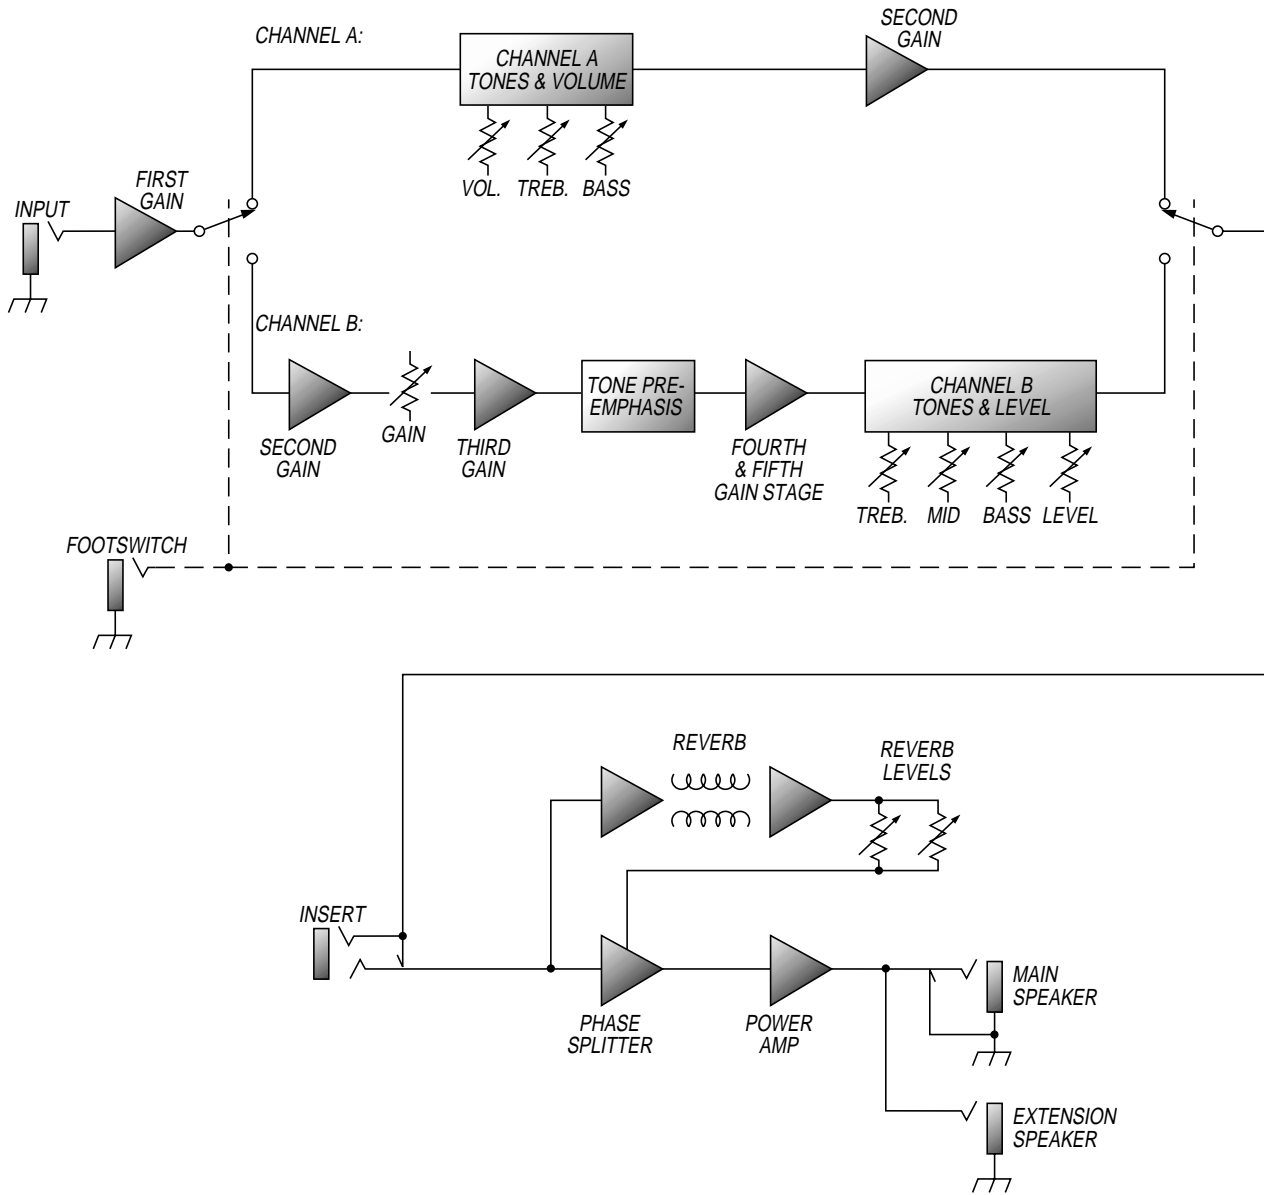 CHANNEL A:
CHANNEL A
TONES & VOLUME
SECOND
GAIN
VOL.
TREB.
BASS
FIRST
GAIN
INPUT
CHANNEL B:
SECOND
GAIN
GAIN
THIRD
GAIN
TONE PRE-
EMPHASIS
FOURTH
& FIFTH
GAIN STAGE
CHANNEL B
TONES & LEVEL
TREB.
MID
BASS
LEVEL
FOOTSWITCH
REVERB
REVERB
LEVELS
INSERT
PHASE
SPLITTER
POWER
AMP
MAIN
SPEAKER
EXTENSION
SPEAKER